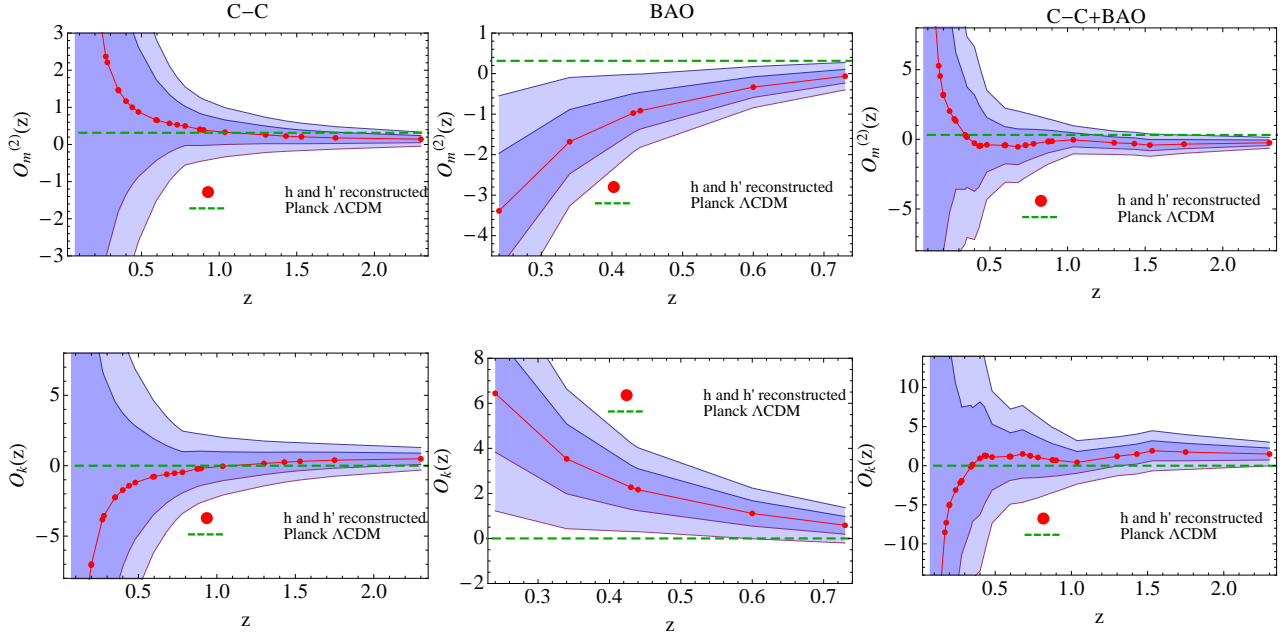 C−C
BAO
C−C+BAO
3
2
1
0
−1
−2
−3
O_m^(2)(z)
0.5
1.0
1.5
2.0
z
h and h' reconstructed
Planck ΛCDM
1
0
−1
−2
−3
−4
O_m^(2)(z)
0.3
0.4
0.5
0.6
0.7
z
h and h' reconstructed
Planck ΛCDM
5
0
−5
O_m^(2)(z)
0.5
1.0
1.5
2.0
z
h and h' reconstructed
Planck ΛCDM
5
0
−5
O_k(z)
0.5
1.0
1.5
2.0
z
h and h' reconstructed
Planck ΛCDM
8
6
4
2
0
−2
O_k(z)
0.3
0.4
0.5
0.6
0.7
z
h and h' reconstructed
Planck ΛCDM
10
5
0
−5
−10
O_k(z)
0.5
1.0
1.5
2.0
z
h and h' reconstructed
Planck ΛCDM